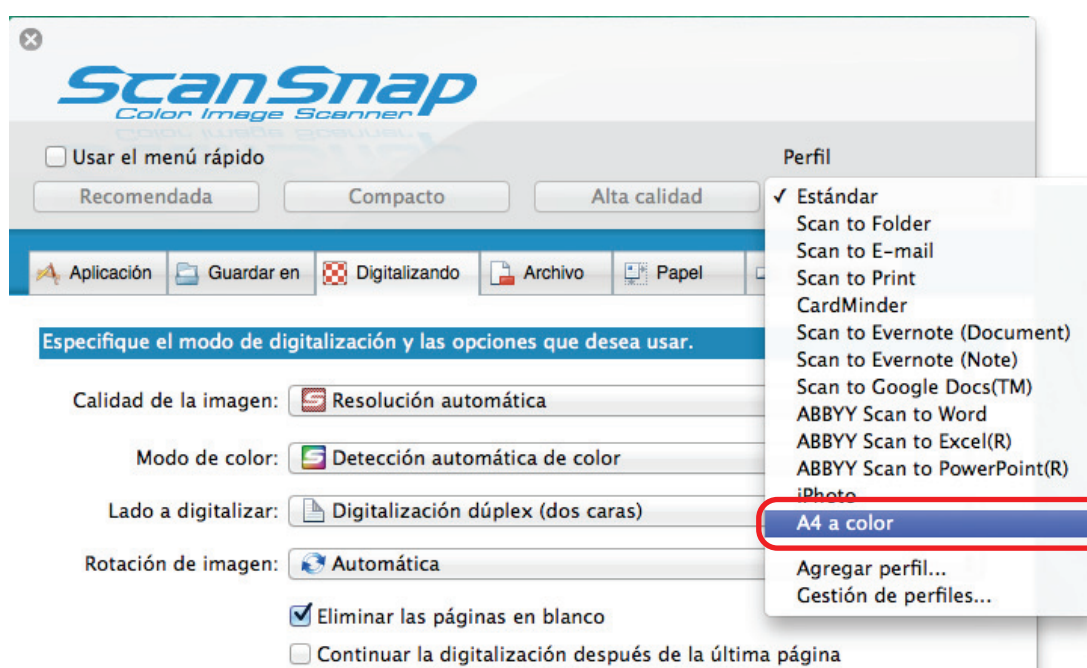 ScanSnap
Color Image Scanner
Usar el menú rápido
Perfil
Recomendada
Compacto
Alta calidad
✓ Estándar
Scan to Folder
Scan to E-mail
Scan to Print
CardMinder
Scan to Evernote (Document)
Scan to Evernote (Note)
Scan to Google Docs(TM)
ABBYY Scan to Word
ABBYY Scan to Excel(R)
ABBYY Scan to PowerPoint(R)
iPhoto
A4 a color
Agregar perfil...
Gestión de perfiles...
Aplicación
Guardar en
Digitalizando
Archivo
Papel
Especifique el modo de digitalización y las opciones que desea usar.
Calidad de la imagen: Resolución automática
Modo de color: Detección automática de color
Lado a digitalizar: Digitalización dúplex (dos caras)
Rotación de imagen: Automática
Eliminar las páginas en blanco
Continuar la digitalización después de la última página